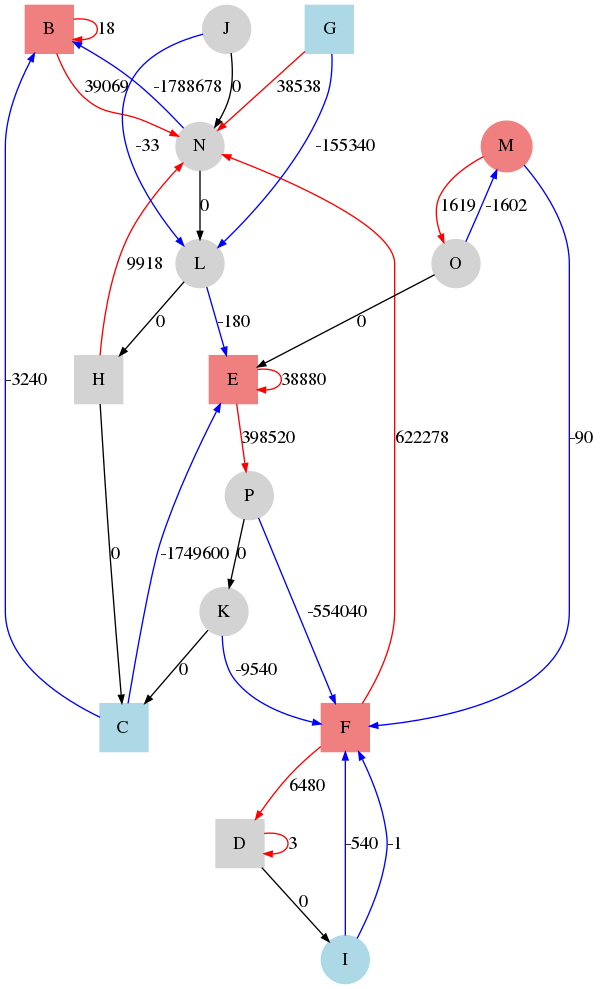 B 18 J G
39069 -1788678 0 38538
-33 N -155340 M
0 1619 -1602
9918 L O
0 -180 0
-3240 H E 38880 622278 -90
398520
P
0 -1749600 0 -554040
K
0 -9540
C F
6480
D 3 -540 -1
0
I